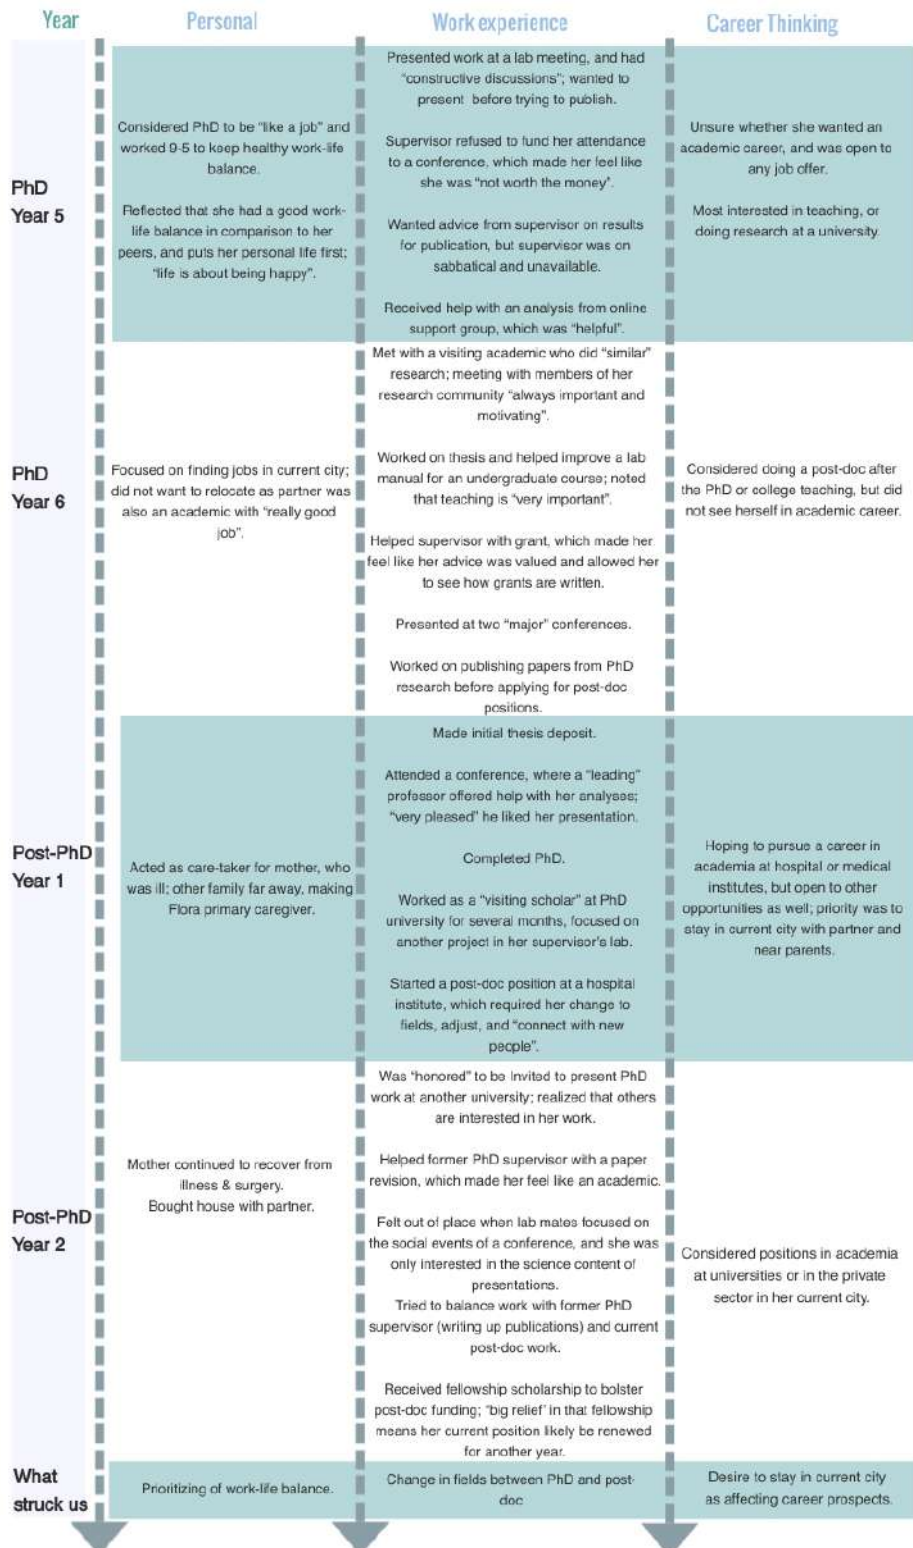 Year
Personal
Work experience
Career Thinking
PhD
Year 5
Considered PhD to be "like a job" and
worked 9-5 to keep healthy work-life
balance.
Reflected that she had a good work-
life balance in comparison to her
peers, and puts her personal life first;
"life is about being happy".
Presented work at a lab meeting, and had
"constructive discussions"; wanted to
present before trying to publish.
Supervisor refused to fund her attendance
to a conference, which made her feel like
she was "not worth the money".
Wanted advice from supervisor on results
for publication, but supervisor was on
sabbatical and unavailable.
Received help with an analysis from online
support group, which was "helpful".
Unsure whether she wanted an
academic career, and was open to
any job offer.
Most interested in teaching, or
doing research at a university.
PhD
Year 6
Focused on finding jobs in current city;
did not want to relocate as partner was
also an academic with "really good
job".
Met with a visiting academic who did "similar"
research; meeting with members of her
research community "always important and
motivating".
Worked on thesis and helped improve a lab
manual for an undergraduate course; noted
that teaching is "very important".
Helped supervisor with grant, which made her
feel like her advice was valued and allowed her
to see how grants are written.
Presented at two "major" conferences.
Worked on publishing papers from PhD
research before applying for post-doc
positions.
Considered doing a post-doc after
the PhD or college teaching, but did
not see herself in academic career.
Post-PhD
Year 1
Acted as care-taker for mother, who
was ill; other family far away, making
Flora primary caregiver.
Made initial thesis deposit.
Attended a conference, where a "leading"
professor offered help with her analyses;
"very pleased" he liked her presentation.
Completed PhD.
Worked as a "visiting scholar" at PhD
university for several months, focused on
another project in her supervisor's lab.
Started a post-doc position at a hospital
institute, which required her change to
fields, adjust, and "connect with new
people".
Hoping to pursue a career in
academia at hospital or medical
institutes, but open to other
opportunities as well; priority was to
stay in current city with partner and
near parents.
Post-PhD
Year 2
Mother continued to recover from
illness & surgery.
Bought house with partner.
Was "honored" to be invited to present PhD
work at another university; realized that others
are interested in her work.
Helped former PhD supervisor with a paper
revision, which made her feel like an academic.
Felt out of place when lab mates focused on
the social events of a conference, and she was
only interested in the science content of
presentations.
Tried to balance work with former PhD
supervisor (writing up publications) and current
post-doc work.
Received fellowship scholarship to bolster
post-doc funding; "big relief' in that fellowship
means her current position likely be renewed
for another year.
Considered positions in academia
at universities or in the private
sector in her current city.
What
struck us
Prioritizing of work-life balance.
Change in fields between PhD and post-
doc
Desire to stay in current city
as affecting career prospects.